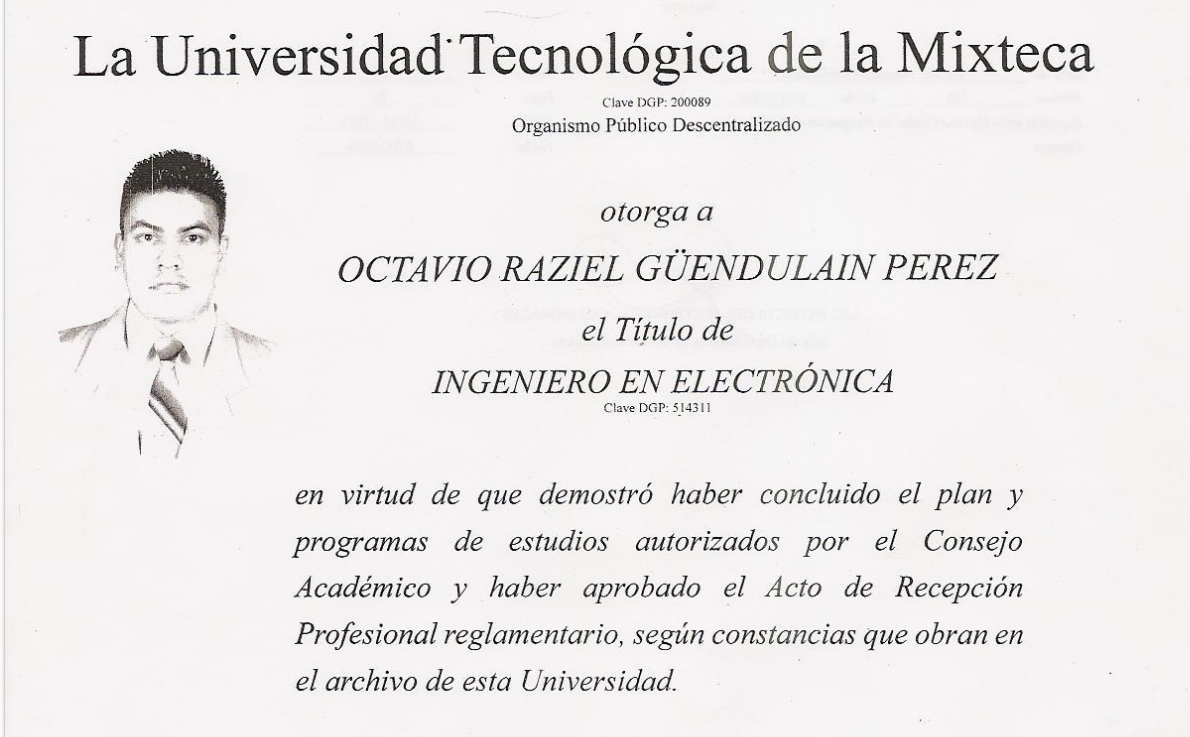 La Universidad Tecnológica de la Mixteca
Clave DGP: 200089
Organismo Público Descentralizado
otorga a
OCTAVIO RAZIEL GÜENDULAIN PEREZ
el Título de
INGENIERO EN ELECTRÓNICA
Clave DGP: 514311
en virtud de que demostró haber concluido el plan y
programas de estudios autorizados por el Consejo
Académico y haber aprobado el Acto de Recepción
Profesional reglamentario, según constancias que obran en
el archivo de esta Universidad.